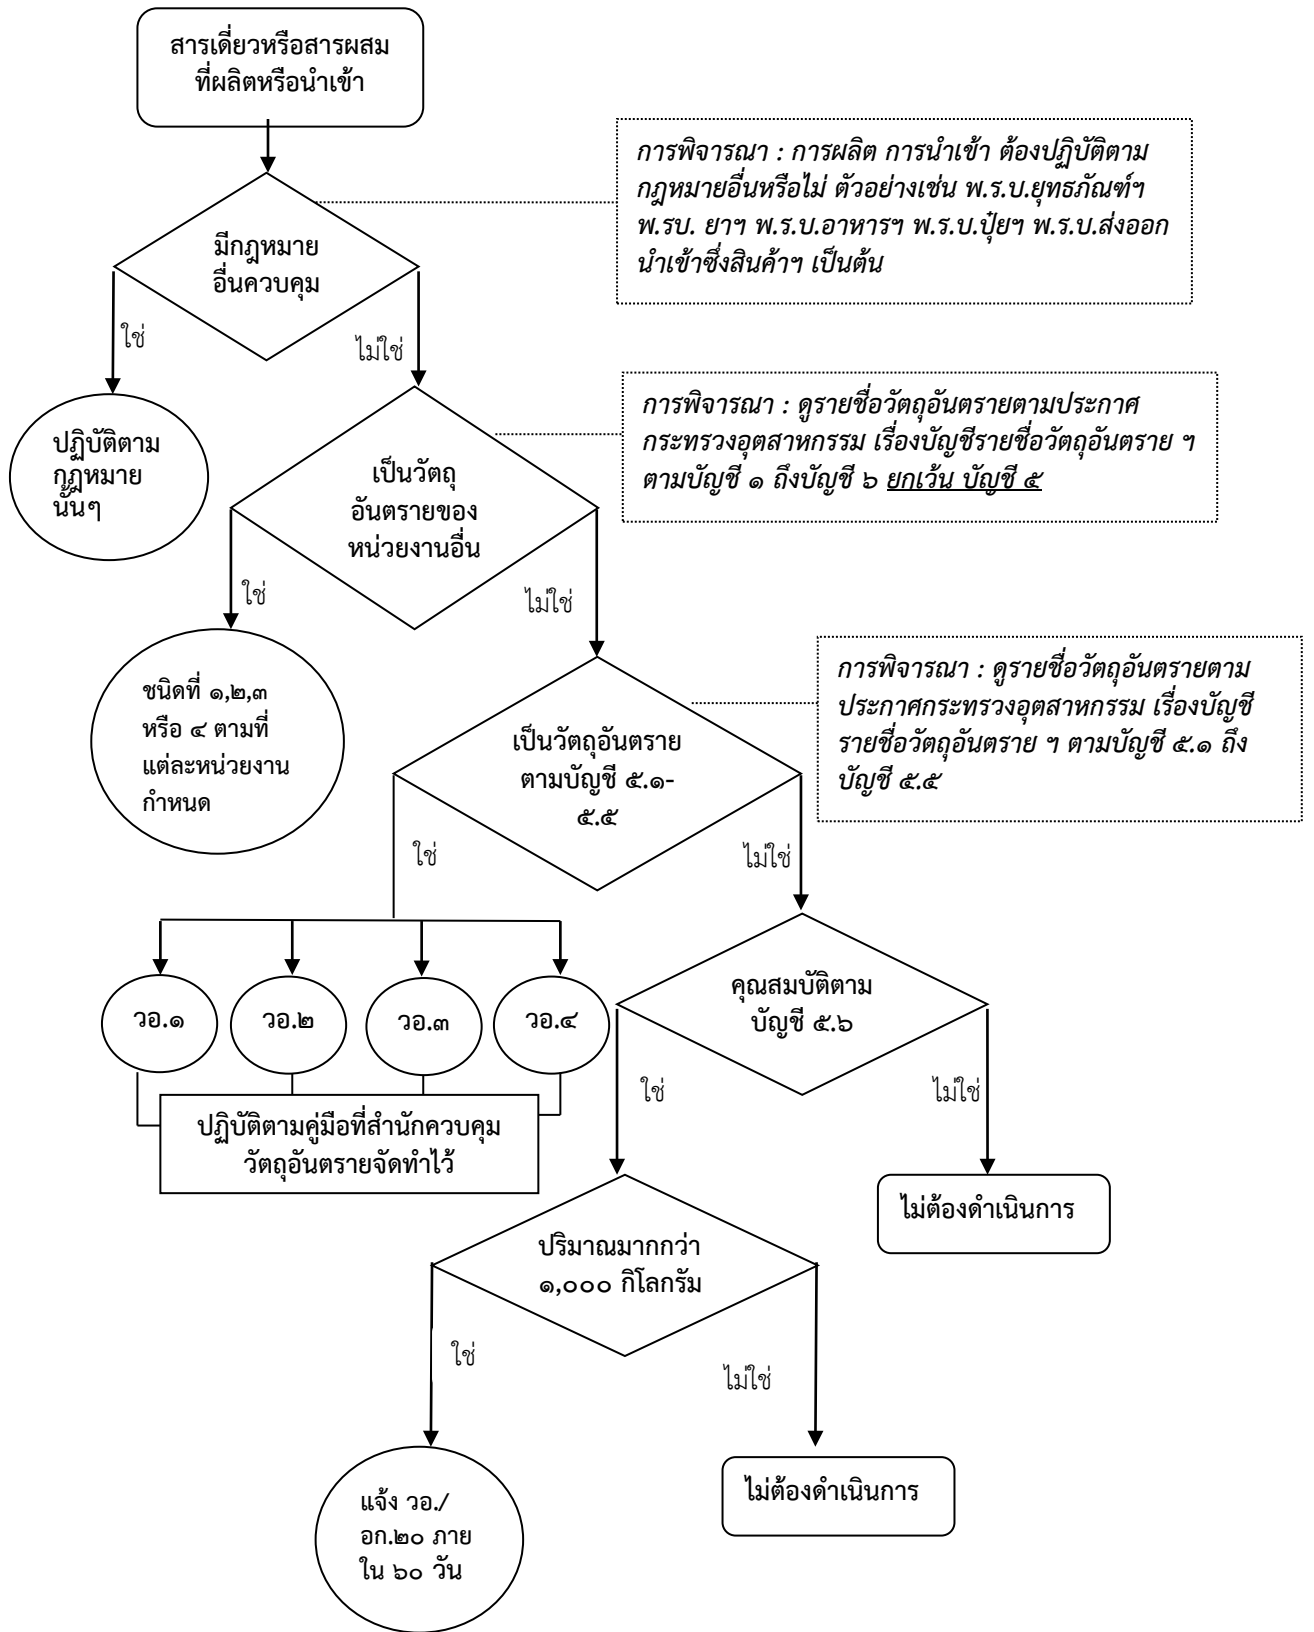 สารเดี่ยวหรือสารผสม
ที่ผลิตหรือนำเข้า
การพิจารณา : การผลิต การนำเข้า ต้องปฏิบัติตาม
กฎหมายอื่นหรือไม่ ตัวอย่างเช่น พ.ร.บ.ยุทธภัณฑ์ฯ
พ.รบ. ยาฯ พ.ร.บ.อาหารฯ พ.ร.บ.ปุ๋ยฯ พ.ร.บ.ส่งออก
นำเข้าซึ่งสินค้าฯ เป็นต้น
มีกฎหมาย
อื่นควบคุม
ใช่
ไม่ใช่
การพิจารณา : ดูรายชื่อวัตถุอันตรายตามประกาศ
กระทรวงอุตสาหกรรม เรื่องบัญชีรายชื่อวัตถุอันตราย ฯ
ตามบัญชี ๑ ถึงบัญชี ๖ ยกเว้น บัญชี ๕
ปฏิบัติตาม
กฎหมาย
นั้นๆ
เป็นวัตถุ
อันตรายของ
หน่วยงานอื่น
ใช่
ไม่ใช่
การพิจารณา : ดูรายชื่อวัตถุอันตรายตาม
ประกาศกระทรวงอุตสาหกรรม เรื่องบัญชี
รายชื่อวัตถุอันตราย ฯ ตามบัญชี ๕.๑ ถึง
บัญชี ๕.๕
ชนิดที่ ๑,๒,๓
หรือ ๔ ตามที่
แต่ละหน่วยงาน
กำหนด
เป็นวัตถุอันตราย
ตามบัญชี ๕.๑-
๕.๕
ใช่
ไม่ใช่
วอ.๑
วอ.๒
วอ.๓
วอ.๔
คุณสมบัติตาม
บัญชี ๕.๖
ใช่
ไม่ใช่
ปฏิบัติตามคู่มือที่สำนักควบคุม
วัตถุอันตรายจัดทำไว้
ไม่ต้องดำเนินการ
ปริมาณมากกว่า
๑,๐๐๐ กิโลกรัม
ใช่
ไม่ใช่
แจ้ง วอ./
อก.๒๐ ภาย
ใน ๖๐ วัน
ไม่ต้องดำเนินการ